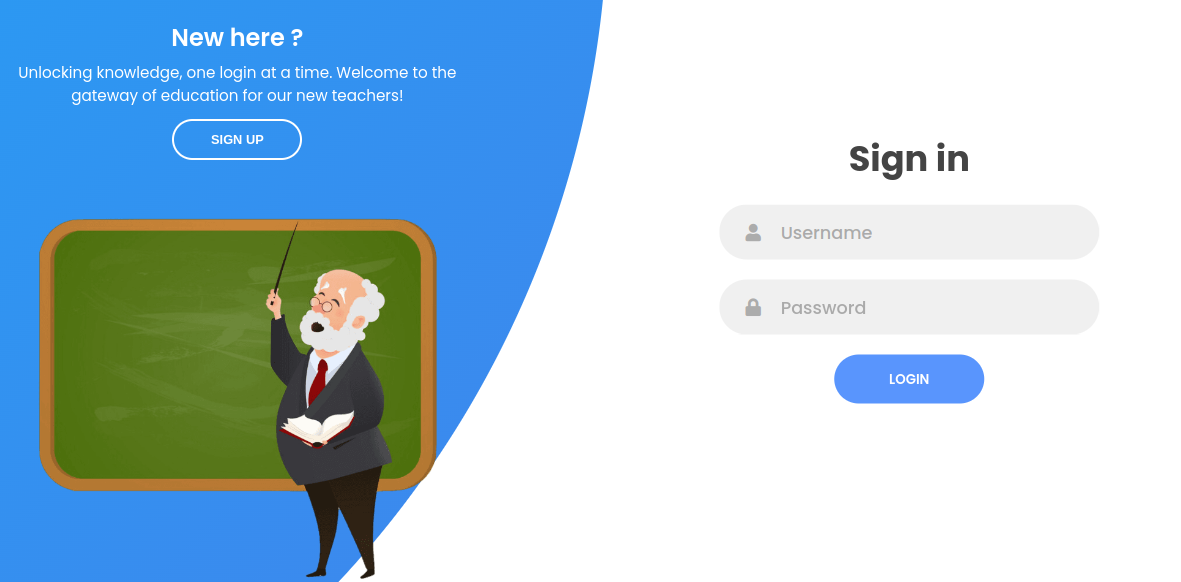 New here ?
Unlocking knowledge, one login at a time. Welcome to the
gateway of education for our new teachers!
SIGN UP
Sign in
Username
Password
LOGIN